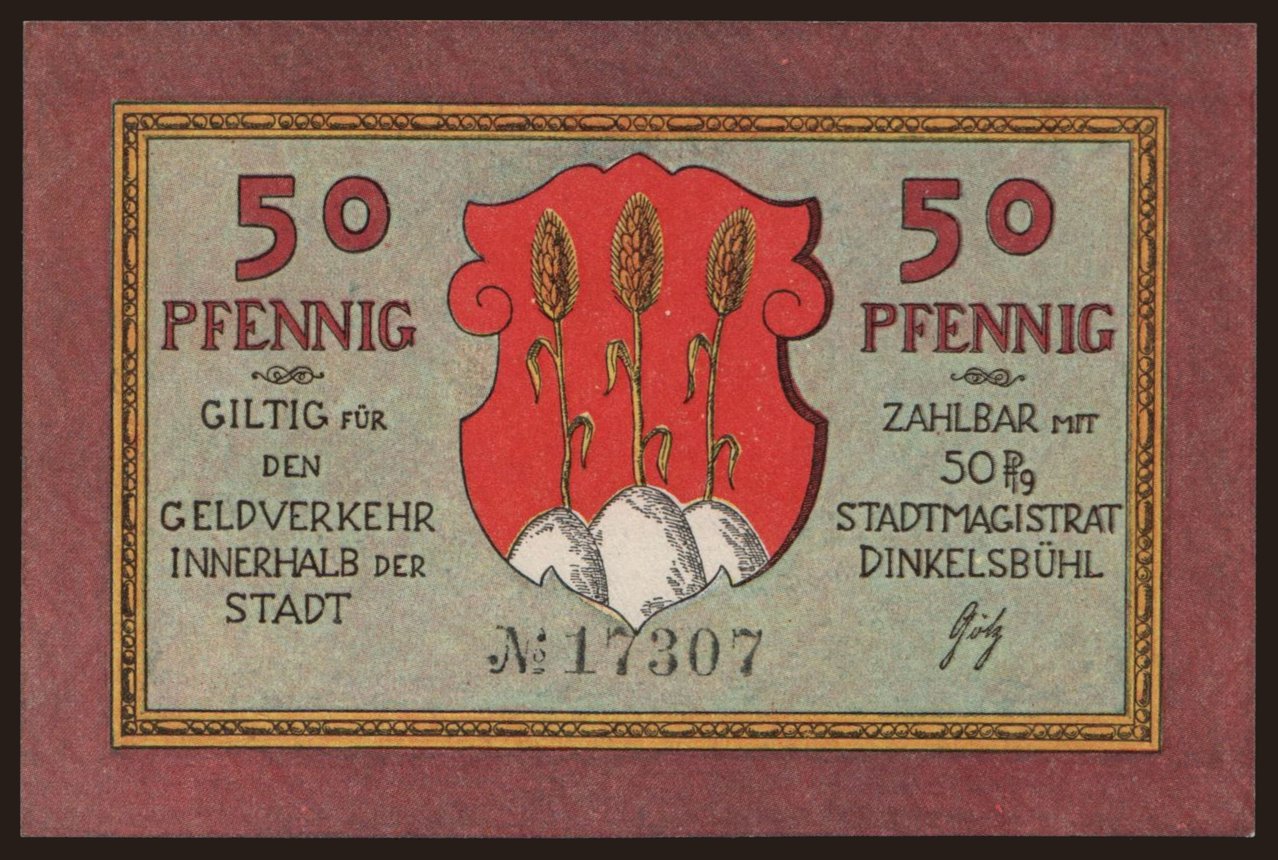 50
PFENNIG
GILTIG FÜR
DEN
GELDVERKEHR
INNERHALB DER
STADT
50
PFENNIG
ZAHLBAR MIT
50 Pfg
STADTMAGISTRAT
DINKELSBÜHL
Götz
№ 17307